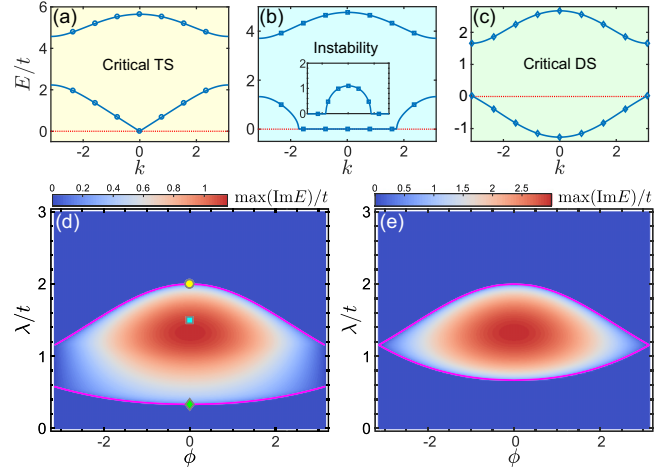 (a) (b) (c)
E/t
6 4 2 0
Critical TS
-2 0 2
k
4 2 0
Instability
2 1 0
-2 0 2
k
2 1 0 -1
Critical DS
-2 0 2
k
0 0.2 0.4 0.6 0.8 1
max(ImE)/t
0 0.5 1 1.5 2 2.5
max(ImE)/t
(d)
λ/t
3 2 1 0
-2 0 2
ϕ
(e)
λ/t
3 2 1 0
-2 0 2
ϕ